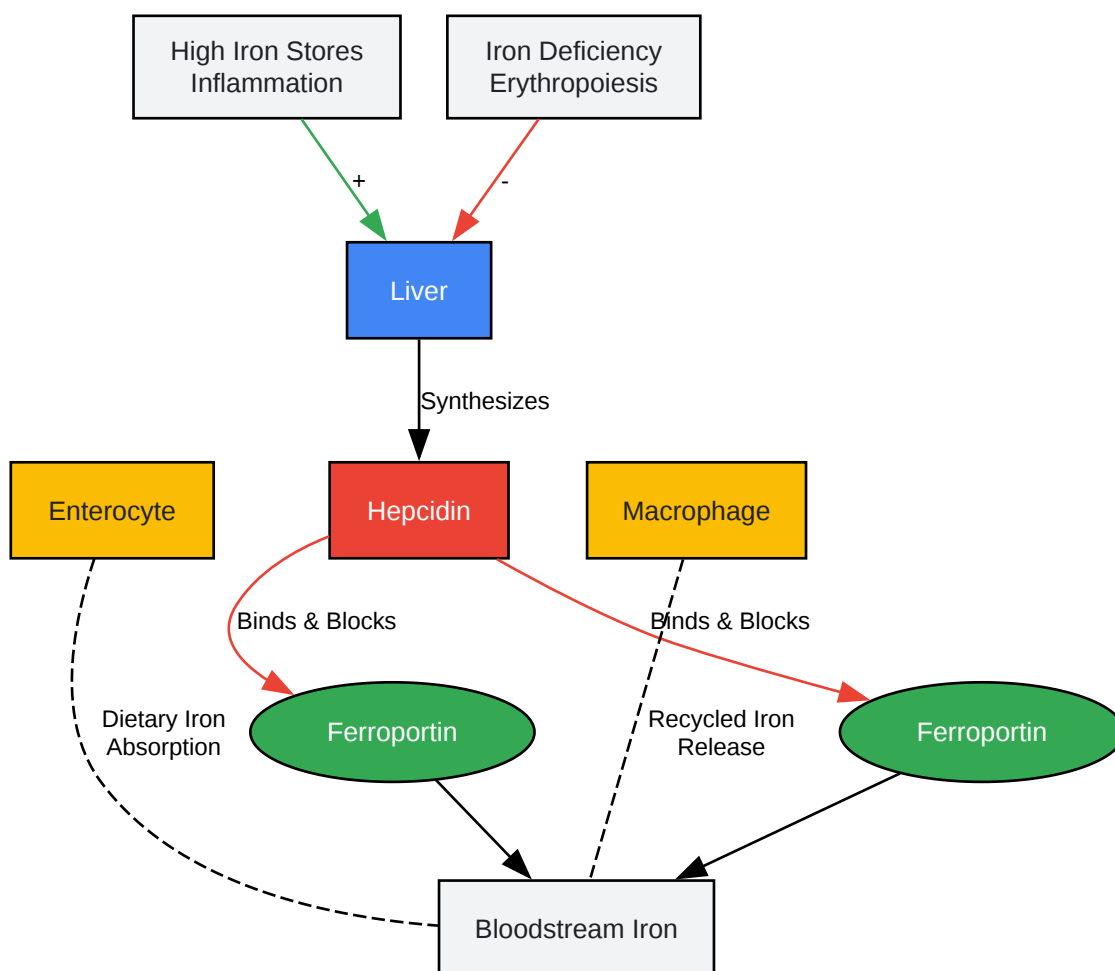 High Iron Stores
Inflammation
Iron Deficiency
Erythropoiesis
+
-
Liver
Synthesizes
Enterocyte
Hepcidin
Macrophage
Binds & Blocks
Binds & Blocks
Dietary Iron
Absorption
Ferroportin
Recycled Iron
Release
Ferroportin
Bloodstream Iron